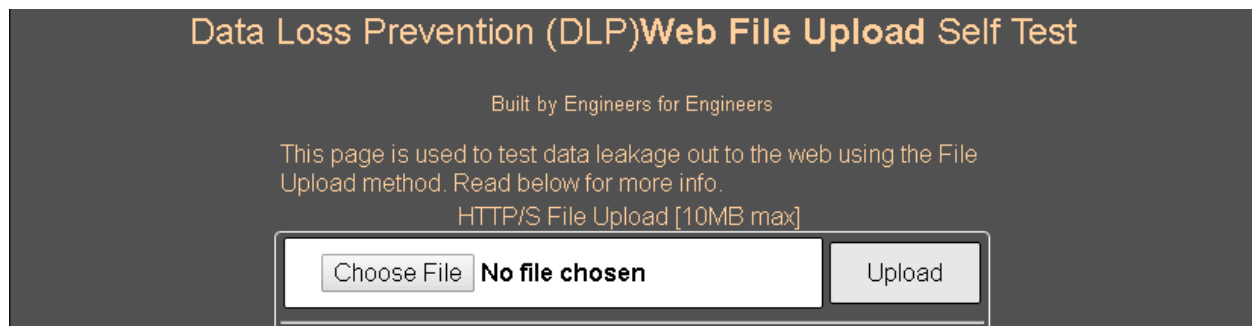 Data Loss Prevention (DLP)Web File Upload Self Test
Built by Engineers for Engineers
This page is used to test data leakage out to the web using the File
Upload method. Read below for more info.
HTTP/S File Upload [10MB max]
Choose File No file chosen Upload